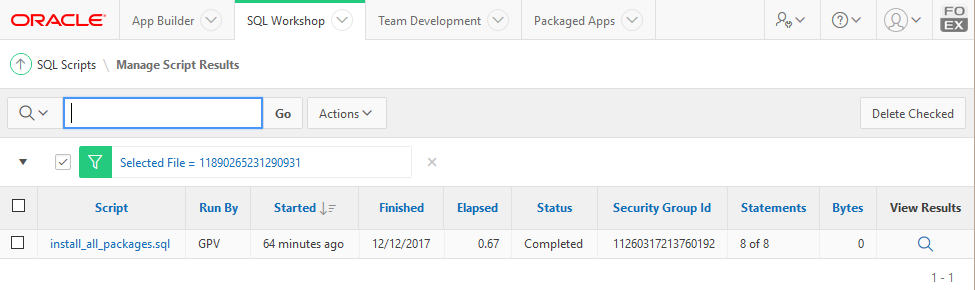 ORACLE App Builder SQL Workshop Team Development Packaged Apps FO EX
SQL Scripts \ Manage Script Results
Go Actions Delete Checked
Selected File = 11890265231290931
Script Run By Started Finished Elapsed Status Security Group Id Statements Bytes View Results
install_all_packages.sql GPV 64 minutes ago 12/12/2017 0.67 Completed 11260317213760192 8 of 8 0
1 - 1